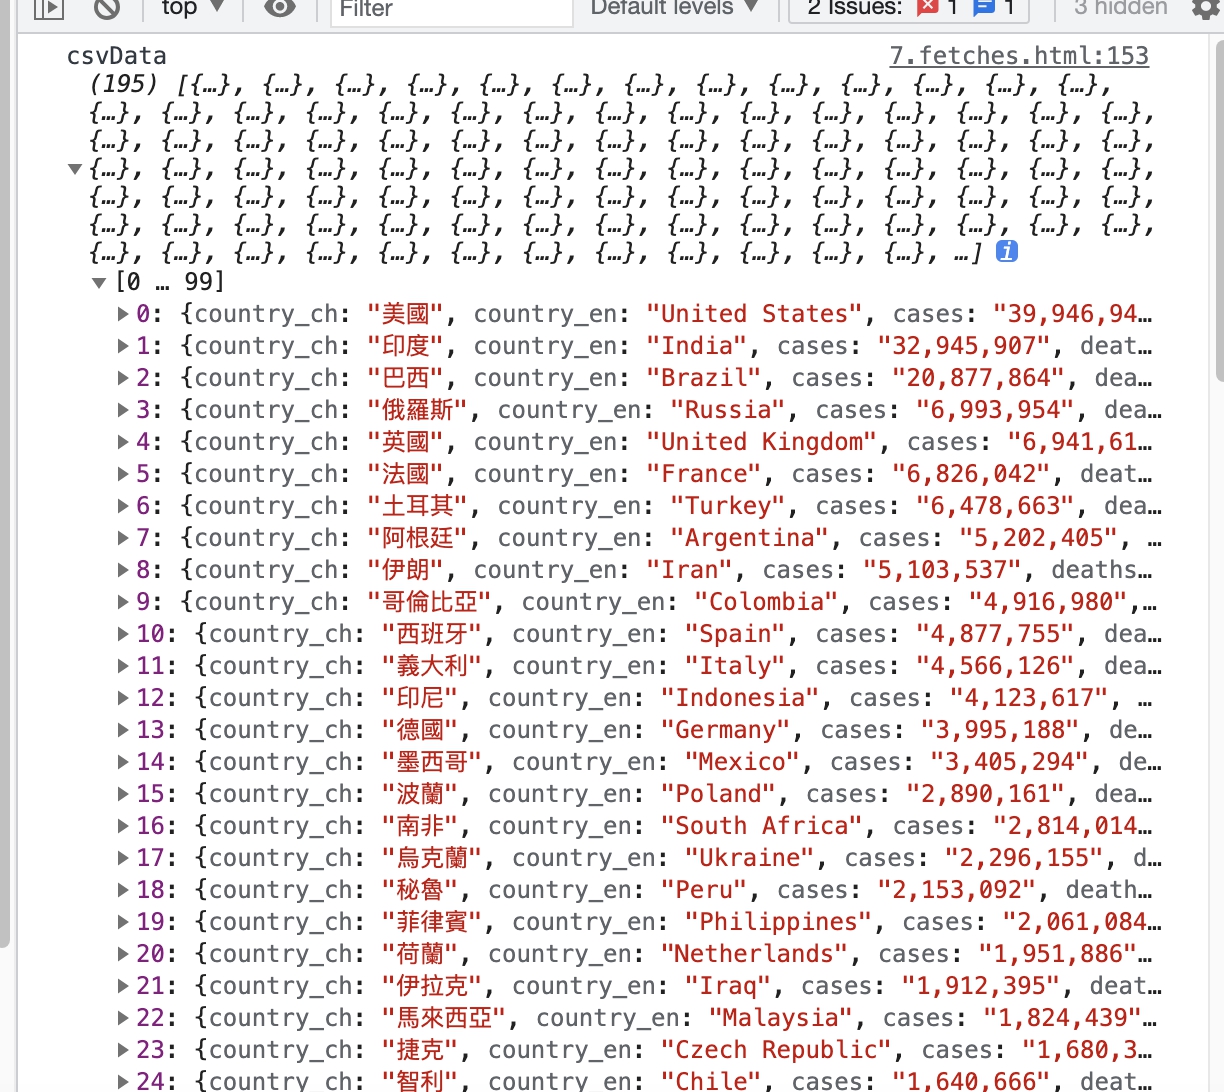 top ▼ Filter Default levels ▼ 2 Issues: 1 1 3 hidden
csvData 7.fetches.html:153
(195) [{…}, {…}, {…}, {…}, {…}, {…}, {…}, {…}, {…}, {…}, {…}, {…}, {…},
{…}, {…}, {…}, {…}, {…}, {…}, {…}, {…}, {…}, {…}, {…}, {…}, {…}, {…}, {…},
{…}, {…}, {…}, {…}, {…}, {…}, {…}, {…}, {…}, {…}, {…}, {…}, {…}, {…}, {…},
▼{…}, {…}, {…}, {…}, {…}, {…}, {…}, {…}, {…}, {…}, {…}, {…}, {…}, {…}, {…},
{…}, {…}, {…}, {…}, {…}, {…}, {…}, {…}, {…}, {…}, {…}, {…}, {…}, {…}, {…},
{…}, {…}, {…}, {…}, {…}, {…}, {…}, {…}, {…}, {…}, {…}, {…}, {…}, {…}, {…},
{…}, {…}, {…}, {…}, {…}, {…}, {…}, {…}, {…}, {…}, {…}, {…}, …] i
▼[0 … 99]
▶0: {country_ch: "美國", country_en: "United States", cases: "39,946,94…
▶1: {country_ch: "印度", country_en: "India", cases: "32,945,907", deat…
▶2: {country_ch: "巴西", country_en: "Brazil", cases: "20,877,864", dea…
▶3: {country_ch: "俄羅斯", country_en: "Russia", cases: "6,993,954", dea…
▶4: {country_ch: "英國", country_en: "United Kingdom", cases: "6,941,61…
▶5: {country_ch: "法國", country_en: "France", cases: "6,826,042", deat…
▶6: {country_ch: "土耳其", country_en: "Turkey", cases: "6,478,663", dea…
▶7: {country_ch: "阿根廷", country_en: "Argentina", cases: "5,202,405", …
▶8: {country_ch: "伊朗", country_en: "Iran", cases: "5,103,537", deaths…
▶9: {country_ch: "哥倫比亞", country_en: "Colombia", cases: "4,916,980",…
▶10: {country_ch: "西班牙", country_en: "Spain", cases: "4,877,755", dea…
▶11: {country_ch: "義大利", country_en: "Italy", cases: "4,566,126", dea…
▶12: {country_ch: "印尼", country_en: "Indonesia", cases: "4,123,617", …
▶13: {country_ch: "德國", country_en: "Germany", cases: "3,995,188", de…
▶14: {country_ch: "墨西哥", country_en: "Mexico", cases: "3,405,294", de…
▶15: {country_ch: "波蘭", country_en: "Poland", cases: "2,890,161", dea…
▶16: {country_ch: "南非", country_en: "South Africa", cases: "2,814,014…
▶17: {country_ch: "烏克蘭", country_en: "Ukraine", cases: "2,296,155", d…
▶18: {country_ch: "秘魯", country_en: "Peru", cases: "2,153,092", death…
▶19: {country_ch: "菲律賓", country_en: "Philippines", cases: "2,061,084…
▶20: {country_ch: "荷蘭", country_en: "Netherlands", cases: "1,951,886"…
▶21: {country_ch: "伊拉克", country_en: "Iraq", cases: "1,912,395", deat…
▶22: {country_ch: "馬來西亞", country_en: "Malaysia", cases: "1,824,439"…
▶23: {country_ch: "捷克", country_en: "Czech Republic", cases: "1,680,3…
▶24: {country_ch: "智利", country_en: "Chile", cases: "1,640,666", deat…